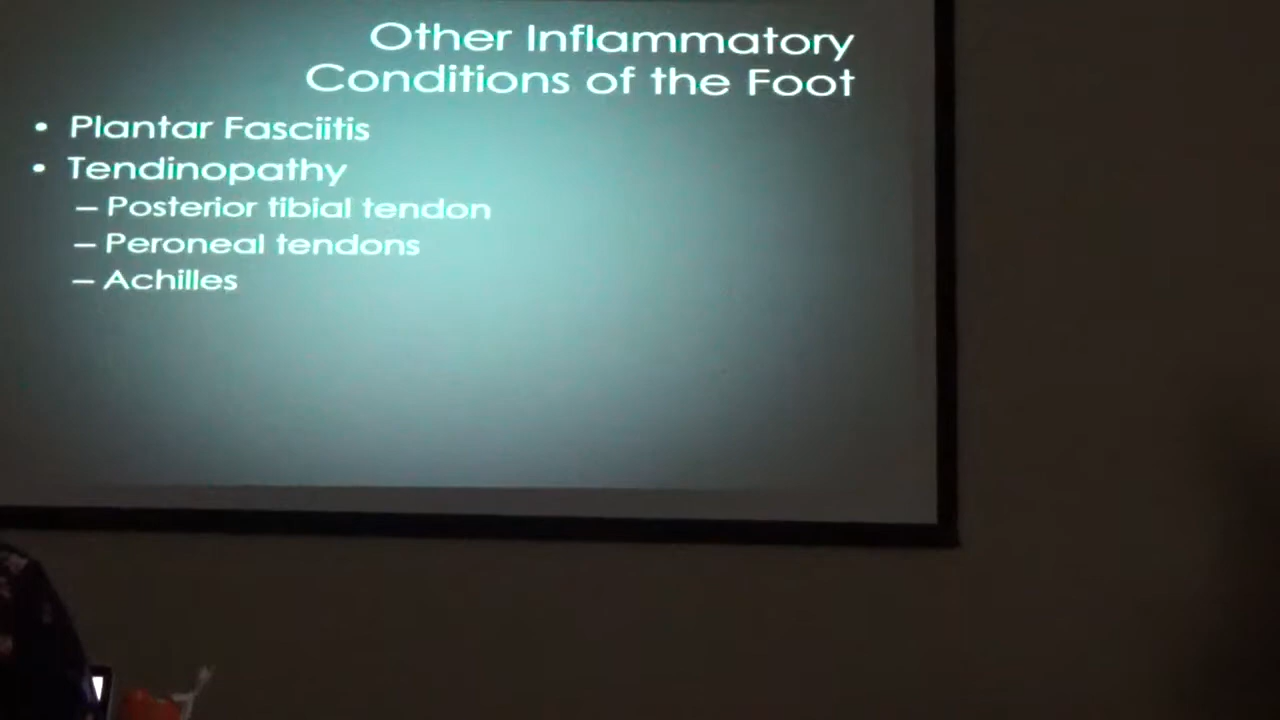 Other Inflammatory
Conditions of the Foot
• Plantar Fasciitis
• Tendinopathy
– Posterior tibial tendon
– Peroneal tendons
– Achilles